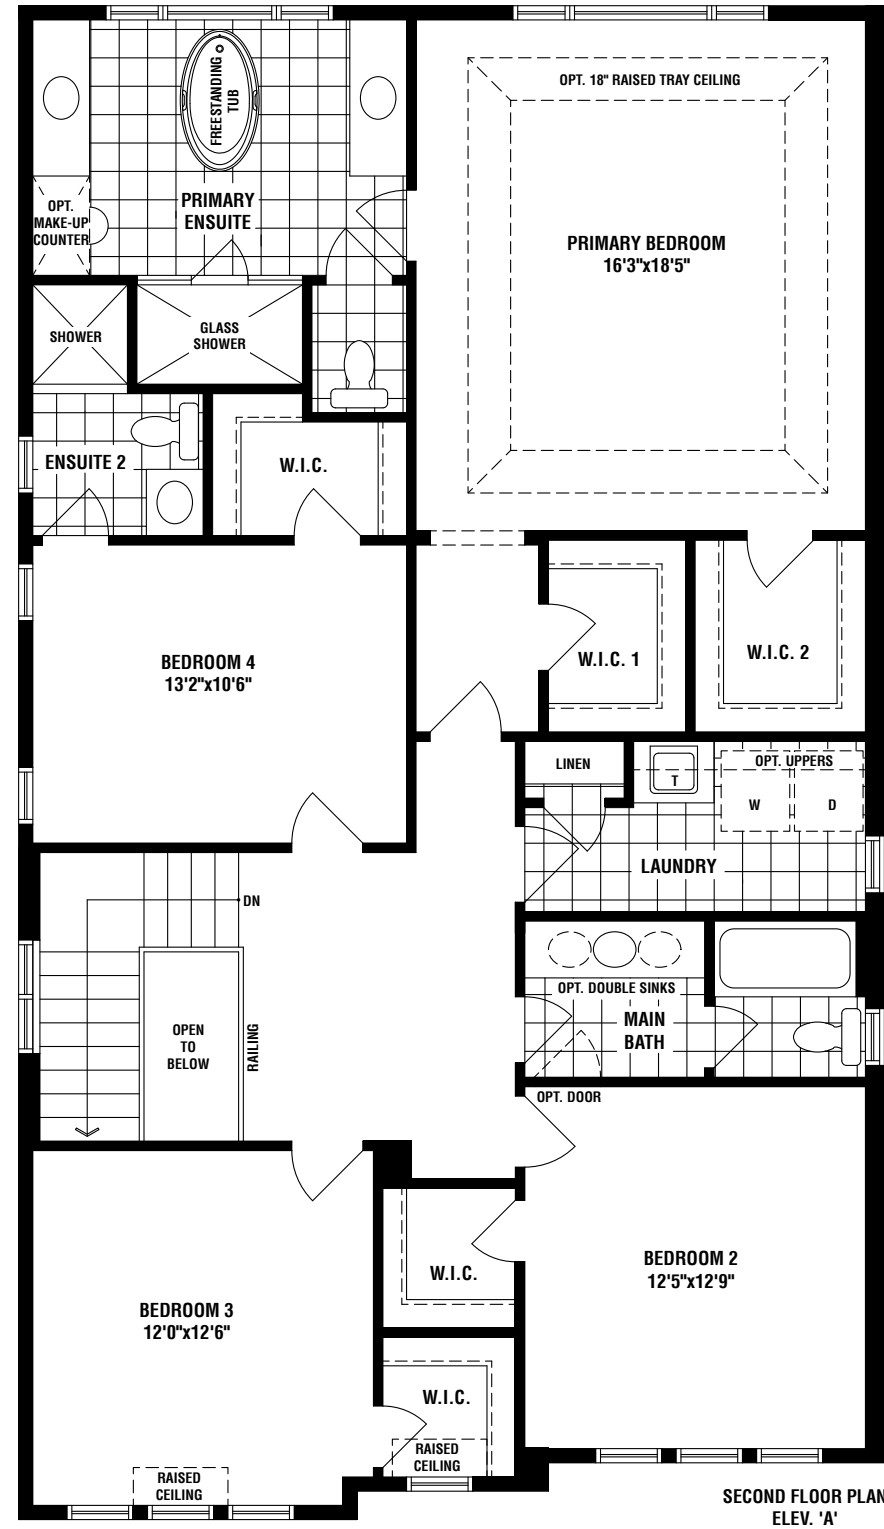 OPT. 18" RAISED TRAY CEILING
FREESTANDING
TUB
OPT.
MAKE-UP
COUNTER
PRIMARY
ENSUITE
PRIMARY BEDROOM
16'3"x18'5"
SHOWER
GLASS
SHOWER
ENSUITE 2
W.I.C.
BEDROOM 4
13'2"x10'6"
W.I.C. 1
W.I.C. 2
LINEN
T
OPT. UPPERS
W
D
LAUNDRY
DN
OPEN
TO
BELOW
RAILING
OPT. DOUBLE SINKS
MAIN
BATH
OPT. DOOR
BEDROOM 2
12'5"x12'9"
W.I.C.
BEDROOM 3
12'0"x12'6"
W.I.C.
RAISED
CEILING
RAISED
CEILING
SECOND FLOOR PLAN
ELEV. 'A'